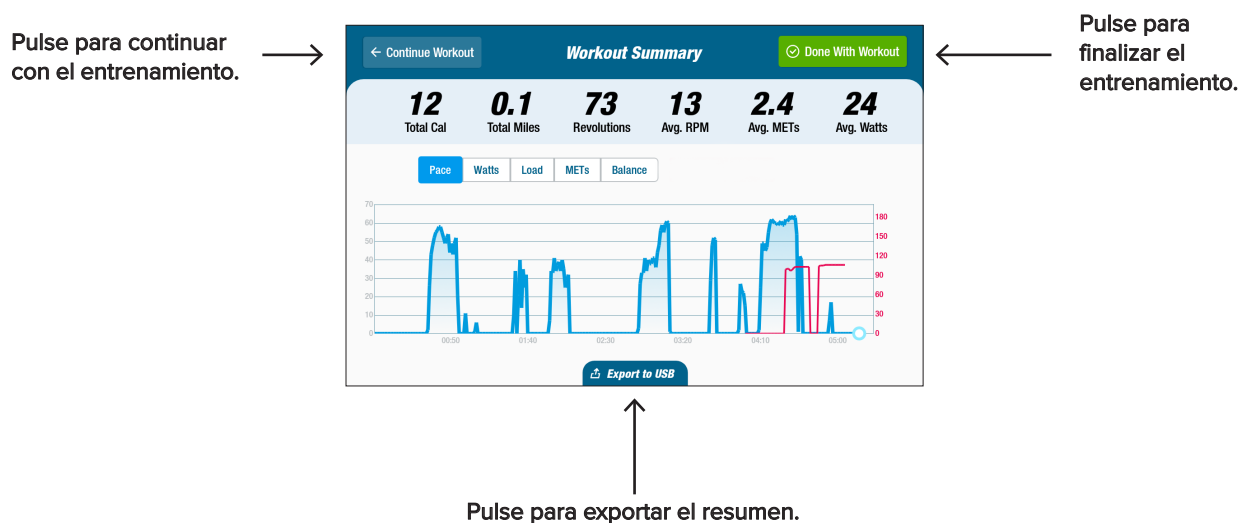 Pulse para continuar
con el entrenamiento.
Continue Workout
Workout Summary
Done With Workout
Pulse para
finalizar el
entrenamiento.
12 0.1 73 13 2.4 24
Total Cal Total Miles Revolutions Avg. RPM Avg. METs Avg. Watts
Pace Watts Load METs Balance
70
60
50
40
30
20
10
0
180
150
120
90
60
30
0
00:50 01:40 02:30 03:20 04:10 05:00
Export to USB
Pulse para exportar el resumen.